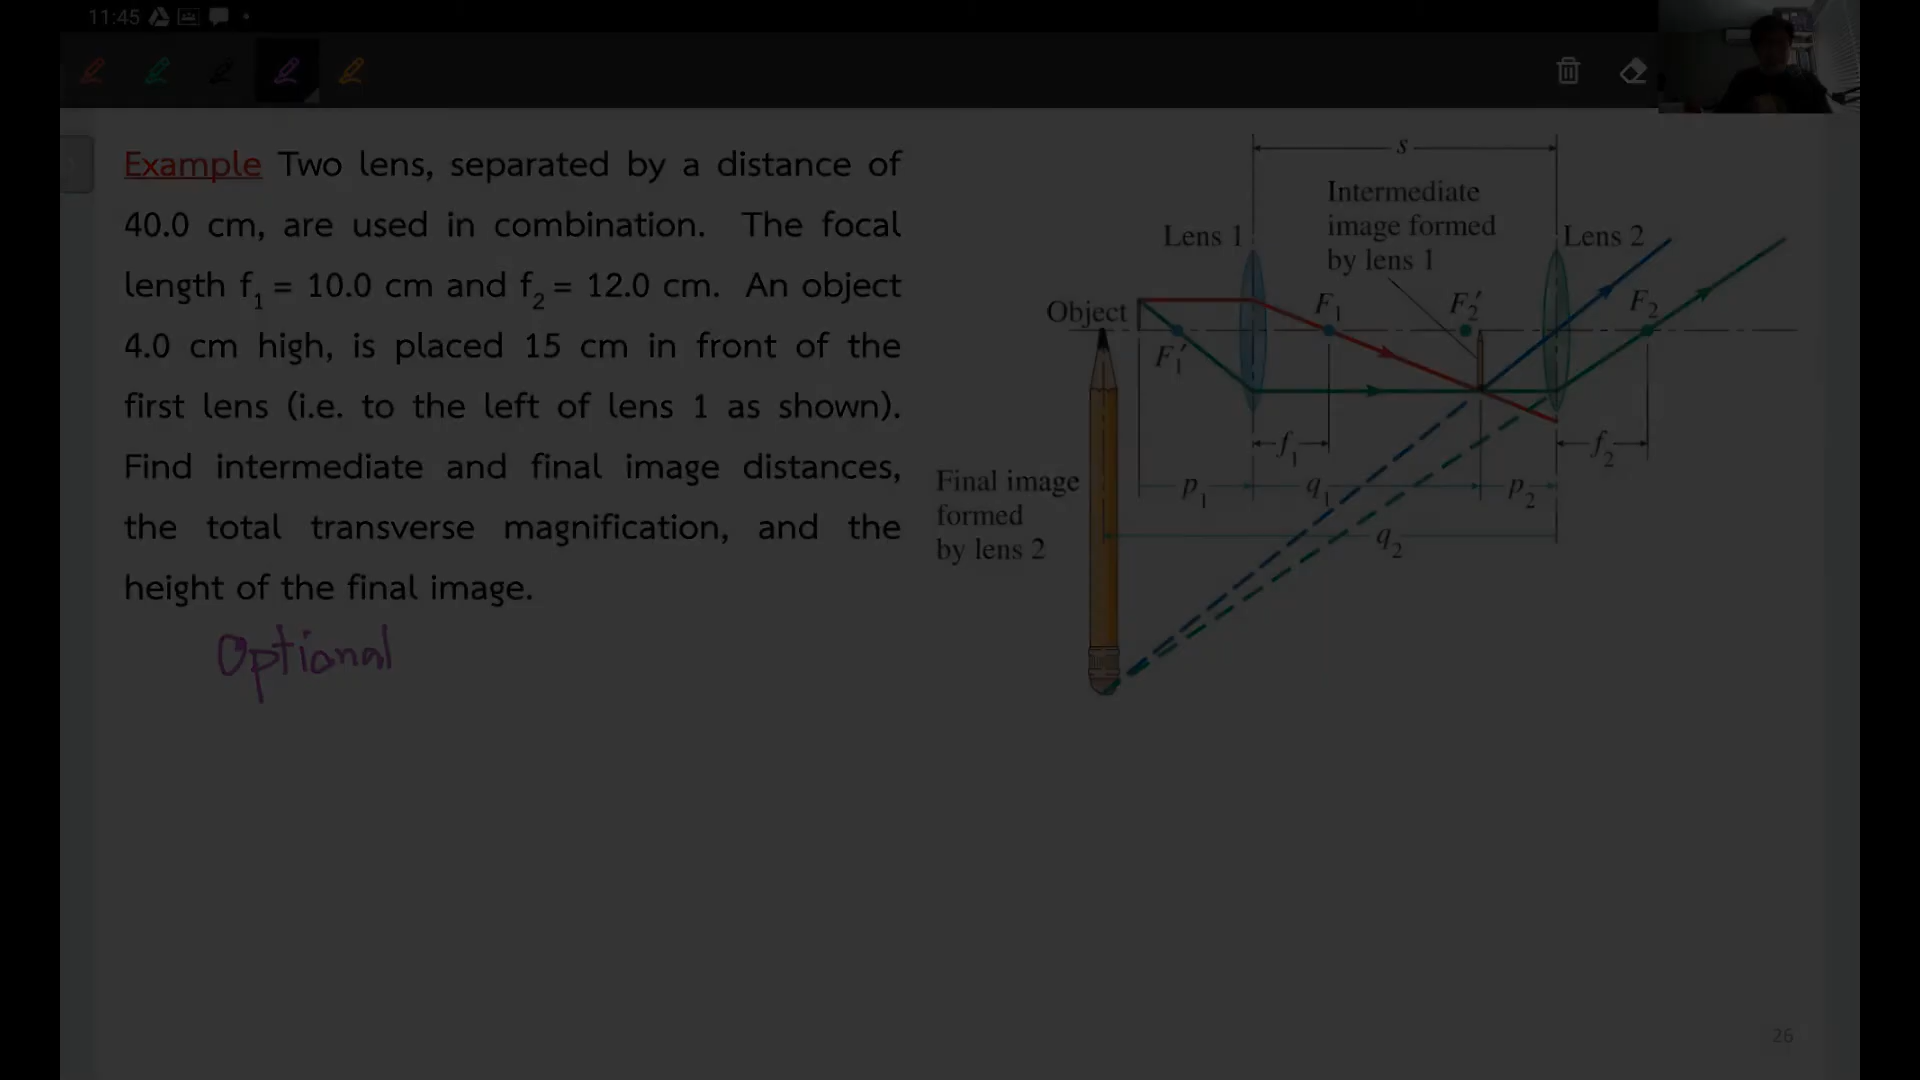 11:45
Example Two lens, separated by a distance of
40.0 cm, are used in combination. The focal
length f1 = 10.0 cm and f2 = 12.0 cm. An object
4.0 cm high, is placed 15 cm in front of the
first lens (i.e. to the left of lens 1 as shown).
Find intermediate and final image distances,
the total transverse magnification, and the
height of the final image.
Optional
s
Intermediate
image formed
by lens 1
Lens 1
Lens 2
Object
F1
F2'
F2
F1'
f1
f2
p1
q1
p2
q2
Final image
formed
by lens 2
26